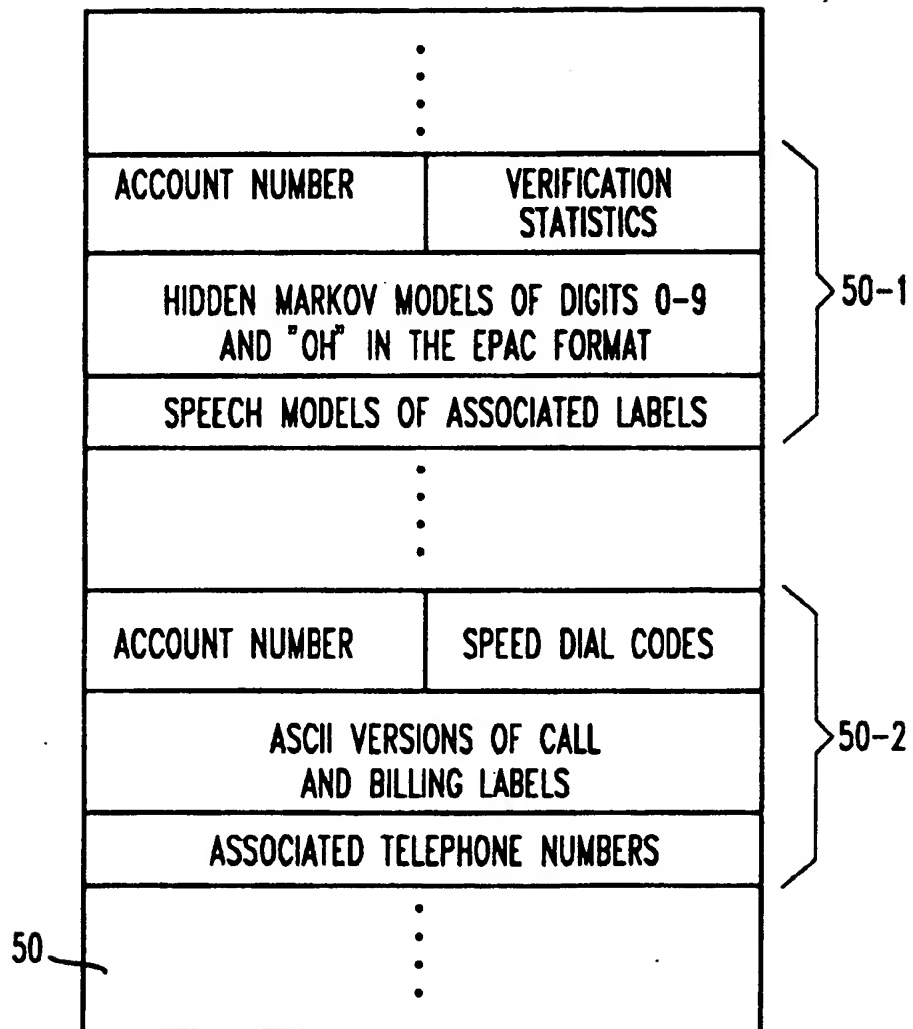 ACCOUNT NUMBER
VERIFICATION
STATISTICS
HIDDEN MARKOV MODELS OF DIGITS 0-9
AND "OH" IN THE EPAC FORMAT
SPEECH MODELS OF ASSOCIATED LABELS
50-1
ACCOUNT NUMBER
SPEED DIAL CODES
ASCII VERSIONS OF CALL
AND BILLING LABELS
ASSOCIATED TELEPHONE NUMBERS
50-2
50